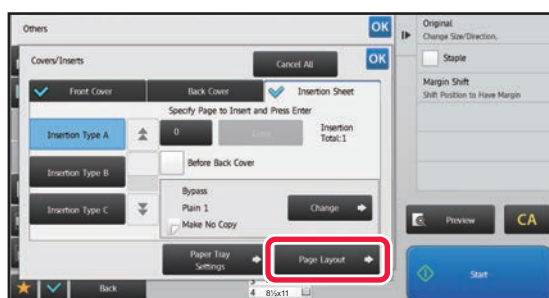 Others
OK
Original
Change Size/Direction.
Covers/Inserts
Cancel All
OK
Staple
Front Cover
Back Cover
Insertion Sheet
Margin Shift
Shift Position to Have Margin
Specify Page to Insert and Press Enter
Insertion Type A
0
Insertion
Total:1
Before Back Cover
Insertion Type B
Bypass
Insertion Type C
Plain 1
Change
Make No Copy
Preview
CA
Paper Tray
Settings
Page Layout
Start
Back
4 8½x11